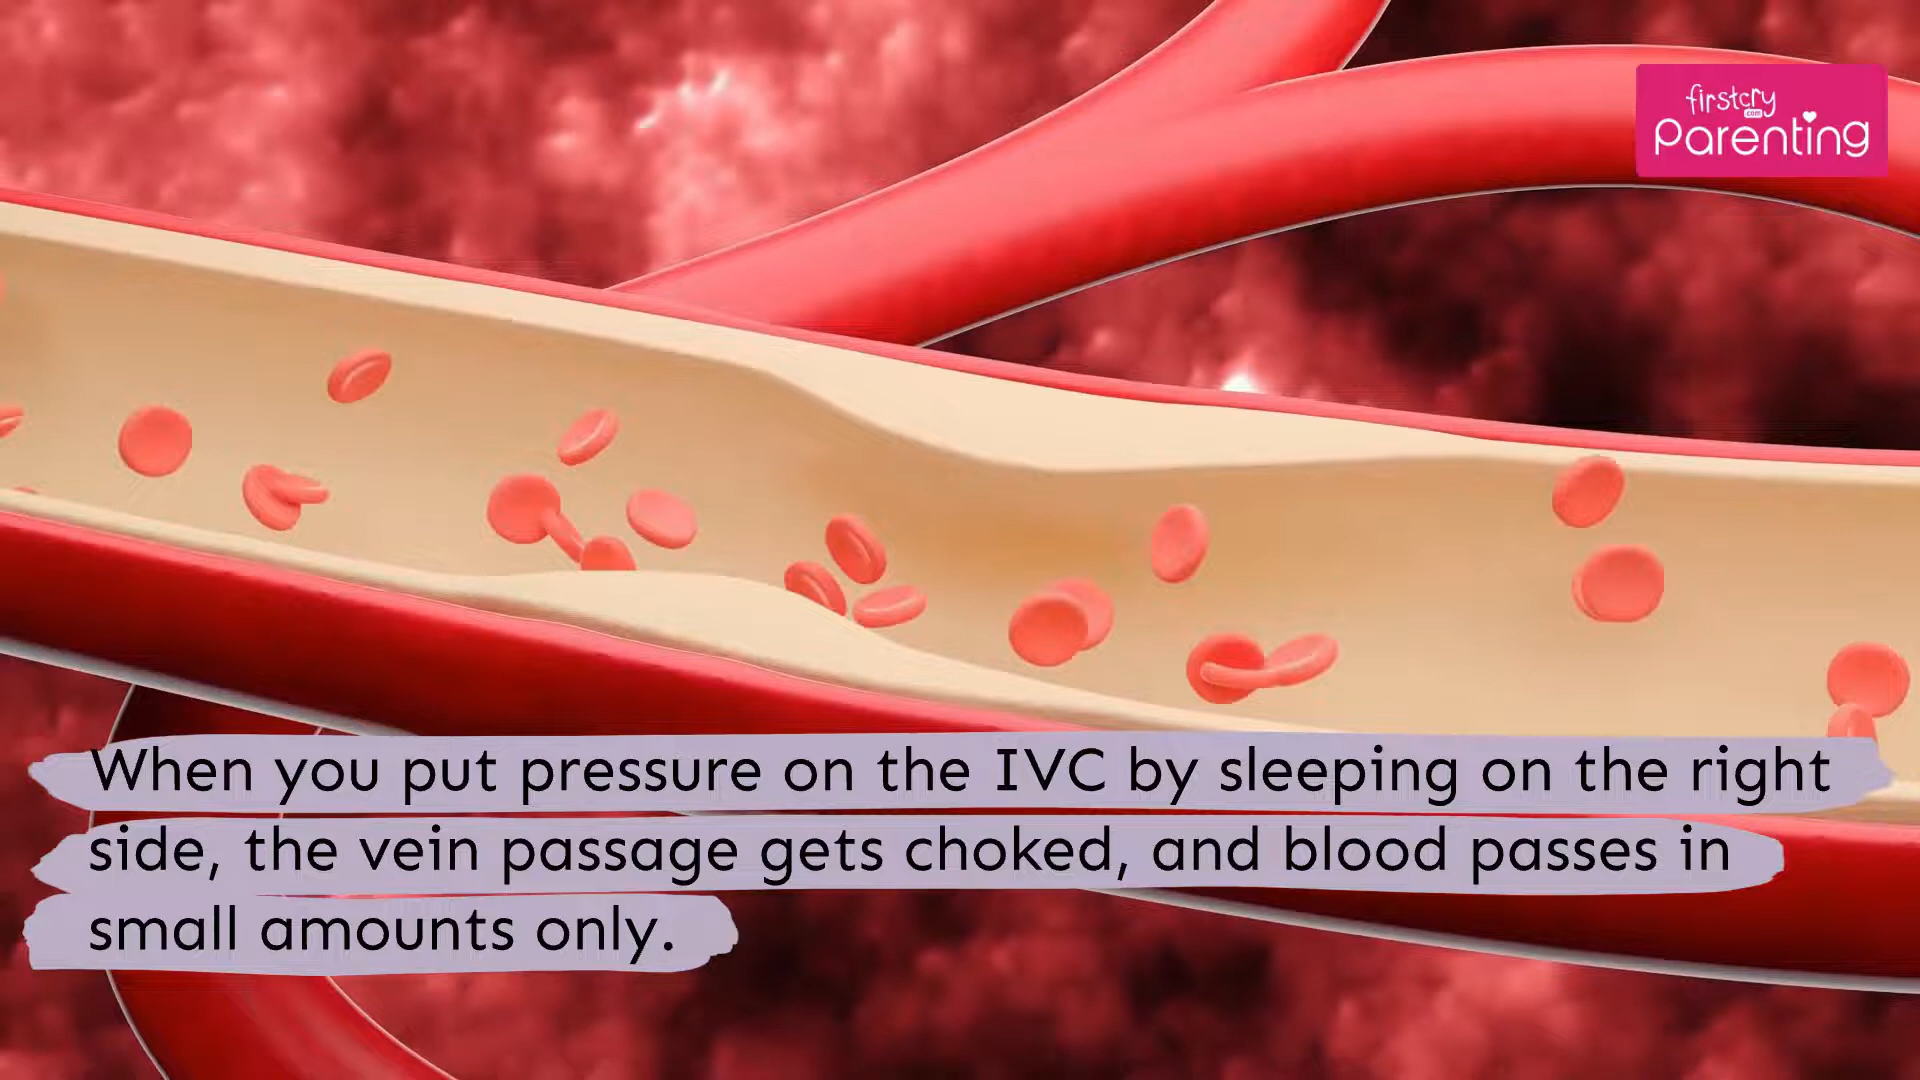 firstcry
.com
Parenting
When you put pressure on the IVC by sleeping on the right
side, the vein passage gets choked, and blood passes in
small amounts only.